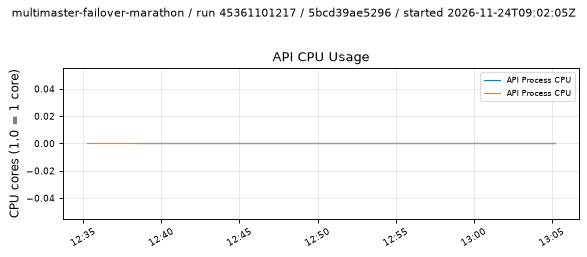 multimaster-failover-marathon / run 45361101217 / 5bcd39ae5296 / started 2026-11-24T09:02:05Z
API CPU Usage
CPU cores (1.0 = 1 core)
0.04
0.02
0.00
−0.02
−0.04
API Process CPU
API Process CPU
12:35
12:40
12:45
12:50
12:55
13:00
13:05